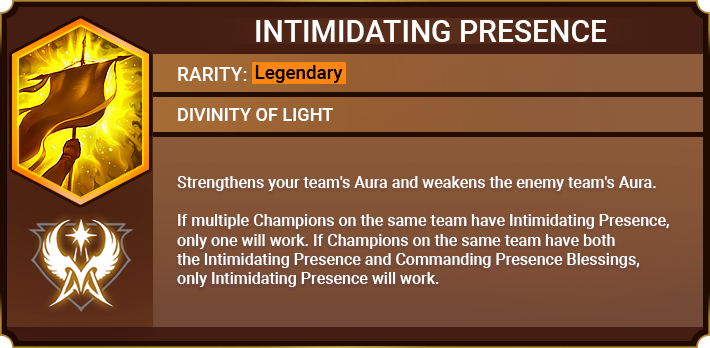 INTIMIDATING PRESENCE
RARITY: Legendary
DIVINITY OF LIGHT
Strengthens your team's Aura and weakens the enemy team's Aura.
If multiple Champions on the same team have Intimidating Presence,
only one will work. If Champions on the same team have both
the Intimidating Presence and Commanding Presence Blessings,
only Intimidating Presence will work.